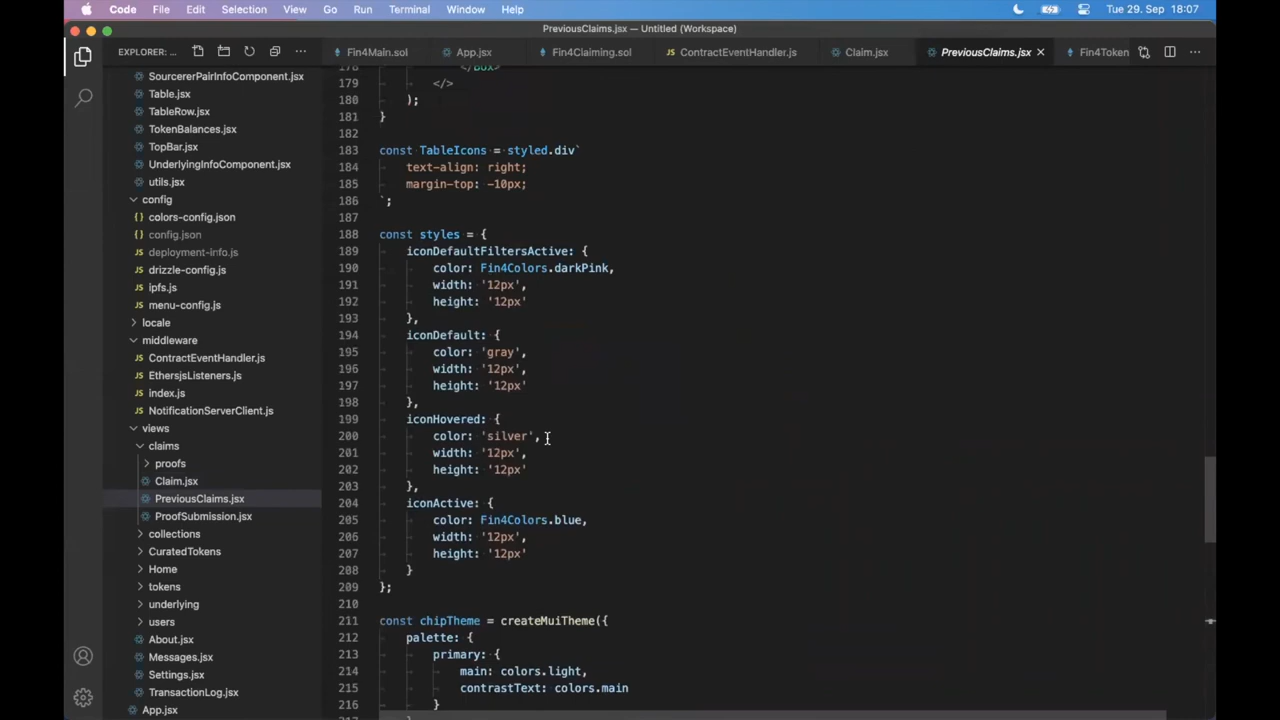 Code File Edit Selection View Go Run Terminal Window Help Tue 29. Sep 18:07
PreviousClaims.jsx — Untitled (Workspace)
EXPLORER: ...
Fin4Main.sol App.jsx Fin4Claiming.sol ContractEventHandler.js Claim.jsx PreviousClaims.jsx Fin4Token
SourcererPairInfoComponent.jsx
Table.jsx
TableRow.jsx
TokenBalances.jsx
TopBar.jsx
UnderlyingInfoComponent.jsx
utils.jsx
config
colors-config.json
config.json
deployment-info.js
drizzle-config.js
ipfs.js
menu-config.js
locale
middleware
ContractEventHandler.js
EthersjsListeners.js
index.js
NotificationServerClient.js
views
claims
proofs
Claim.jsx
PreviousClaims.jsx
ProofSubmission.jsx
collections
CuratedTokens
Home
tokens
underlying
users
About.jsx
Messages.jsx
Settings.jsx
TransactionLog.jsx
App.jsx
178 </Box>
179 </>
180 );
181 }
182
183 const TableIcons = styled.div`
184 text-align: right;
185 margin-top: -10px;
186 `;
187
188 const styles = {
189 iconDefaultFiltersActive: {
190 color: Fin4Colors.darkPink,
191 width: '12px',
192 height: '12px'
193 },
194 iconDefault: {
195 color: 'gray',
196 width: '12px',
197 height: '12px'
198 },
199 iconHovered: {
200 color: 'silver',
201 width: '12px',
202 height: '12px'
203 },
204 iconActive: {
205 color: Fin4Colors.blue,
206 width: '12px',
207 height: '12px'
208 }
209 };
210
211 const chipTheme = createMuiTheme({
212 palette: {
213 primary: {
214 main: colors.light,
215 contrastText: colors.main
216 }
217 }